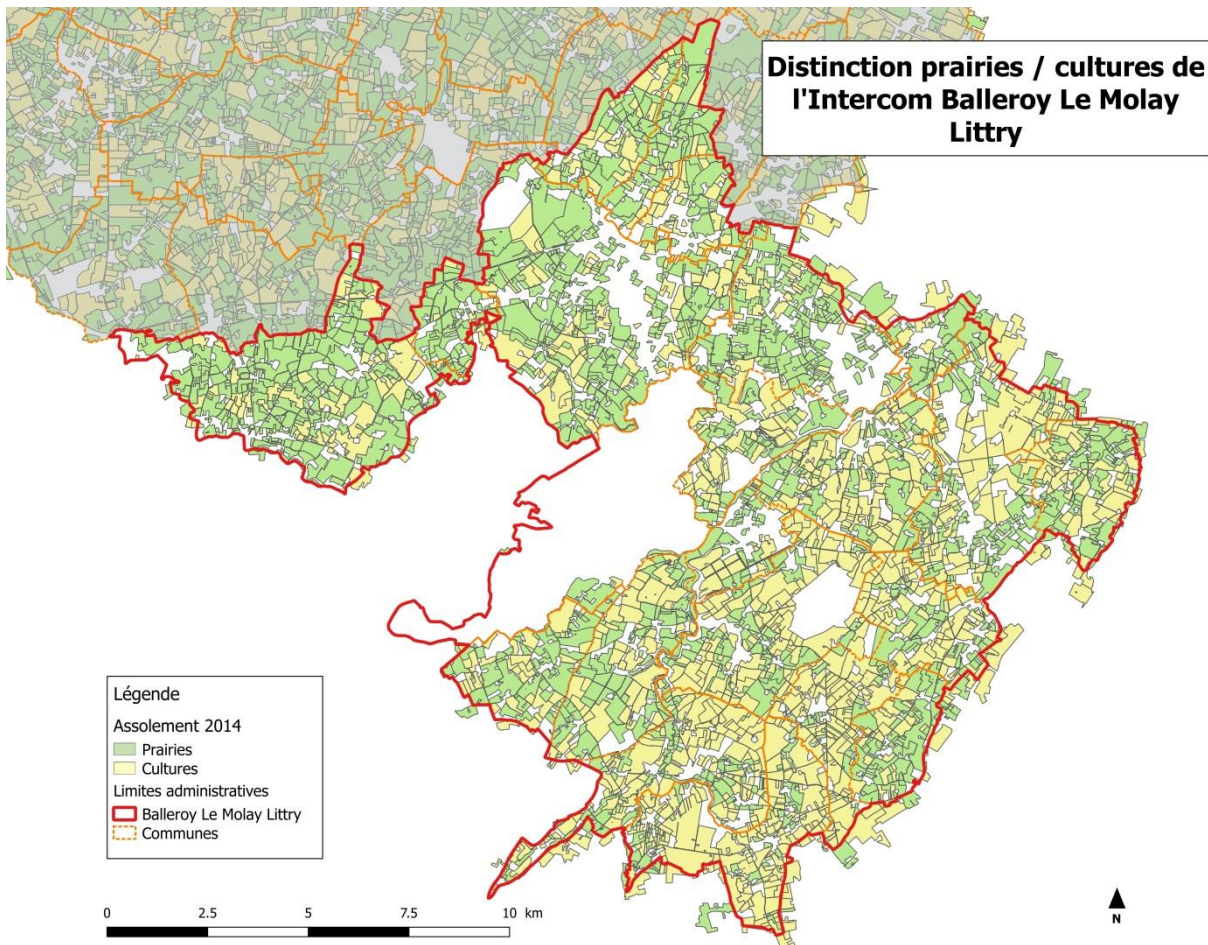 Distinction prairies / cultures de
l'Intercom Balleroy Le Molay
Littry
Légende
Assolement 2014
Prairies
Cultures
Limites administratives
Balleroy Le Molay Littry
Communes
0 2.5 5 7.5 10 km
N